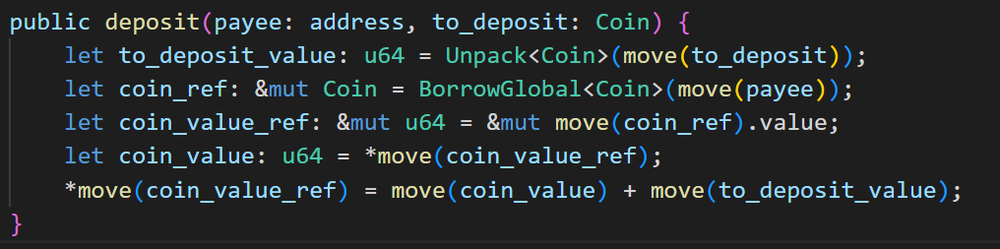 public deposit(payee: address, to_deposit: Coin) {
    let to_deposit_value: u64 = Unpack<Coin>(move(to_deposit));
    let coin_ref: &mut Coin = BorrowGlobal<Coin>(move(payee));
    let coin_value_ref: &mut u64 = &mut move(coin_ref).value;
    let coin_value: u64 = *move(coin_value_ref);
    *move(coin_value_ref) = move(coin_value) + move(to_deposit_value);
}